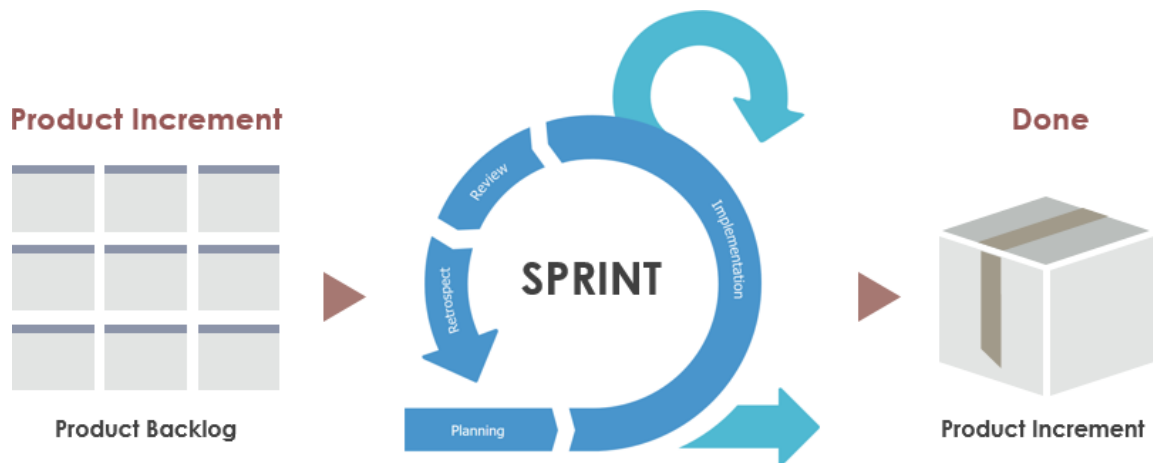 Product Increment
Product Backlog
Review
Retrospect
SPRINT
Implementation
Planning
Done
Product Increment